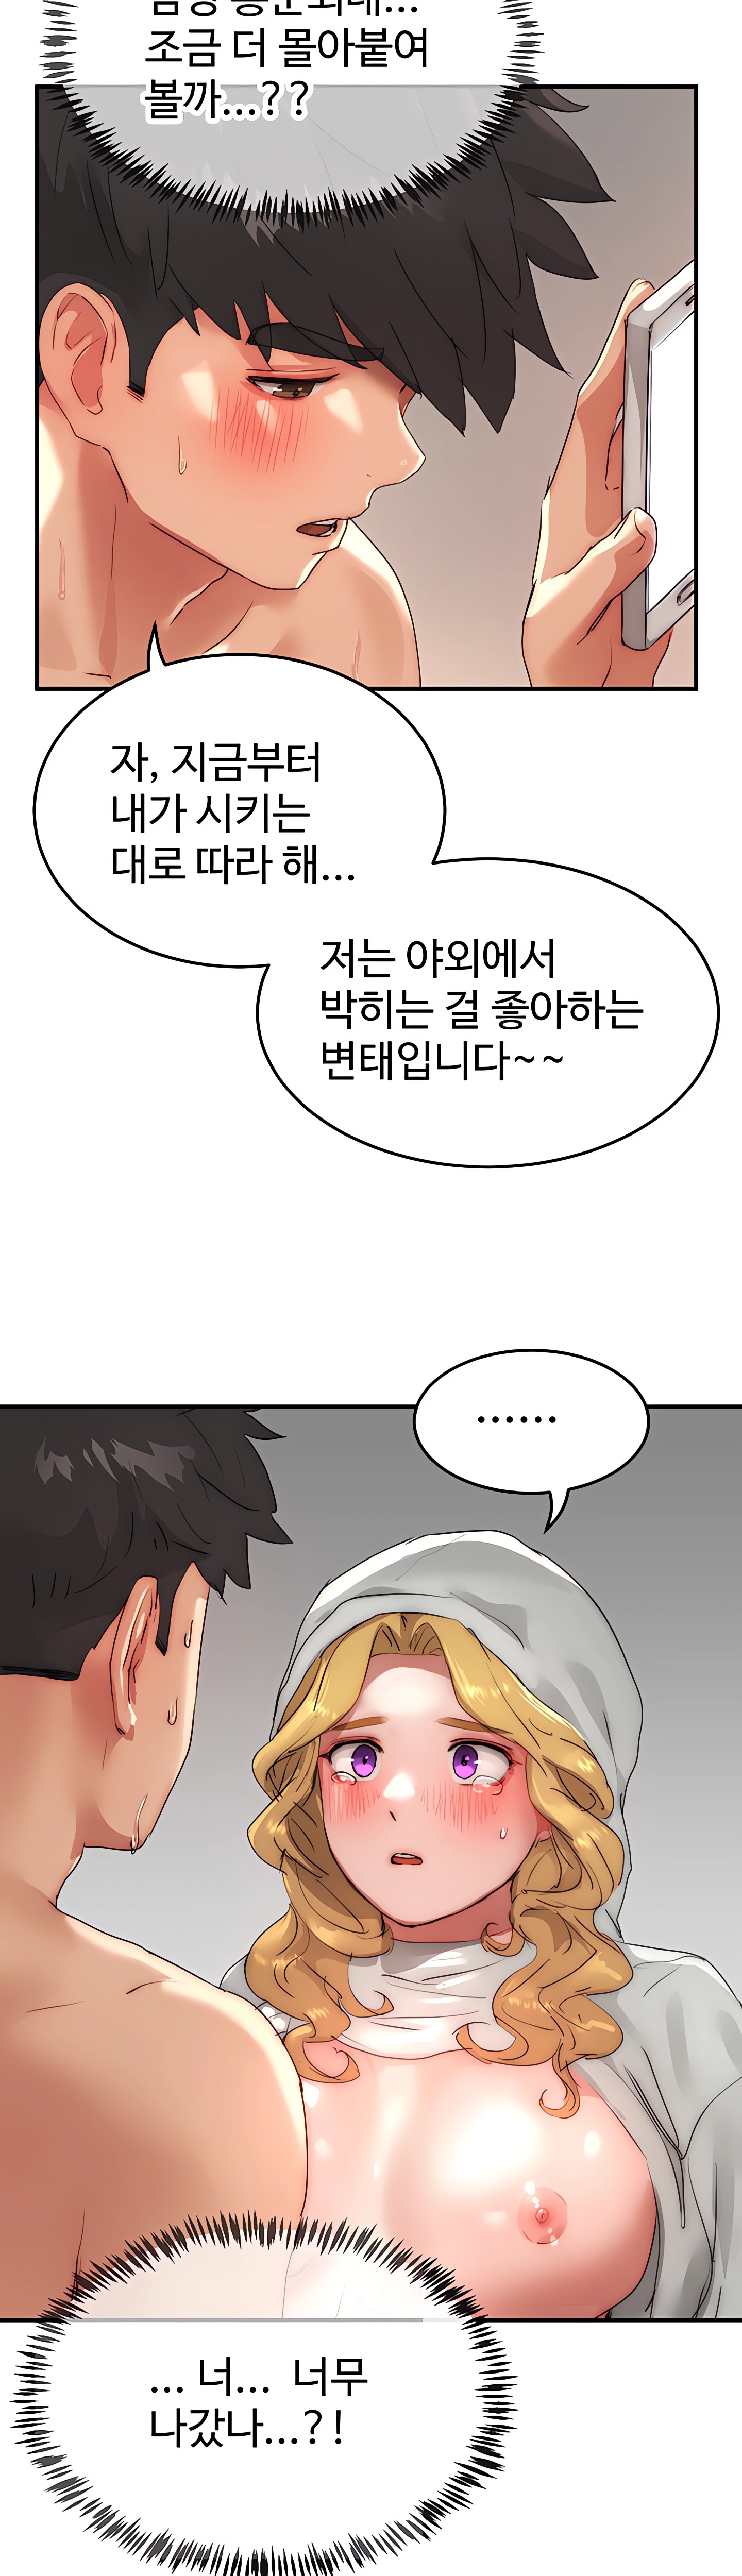 조금 더 몰아붙여
볼까...??
자, 지금부터
내가 시키는
대로 따라 해...
저는 야외에서
박히는 걸 좋아하는
변태입니다~~
......
... 너... 너무
나갔나...?!